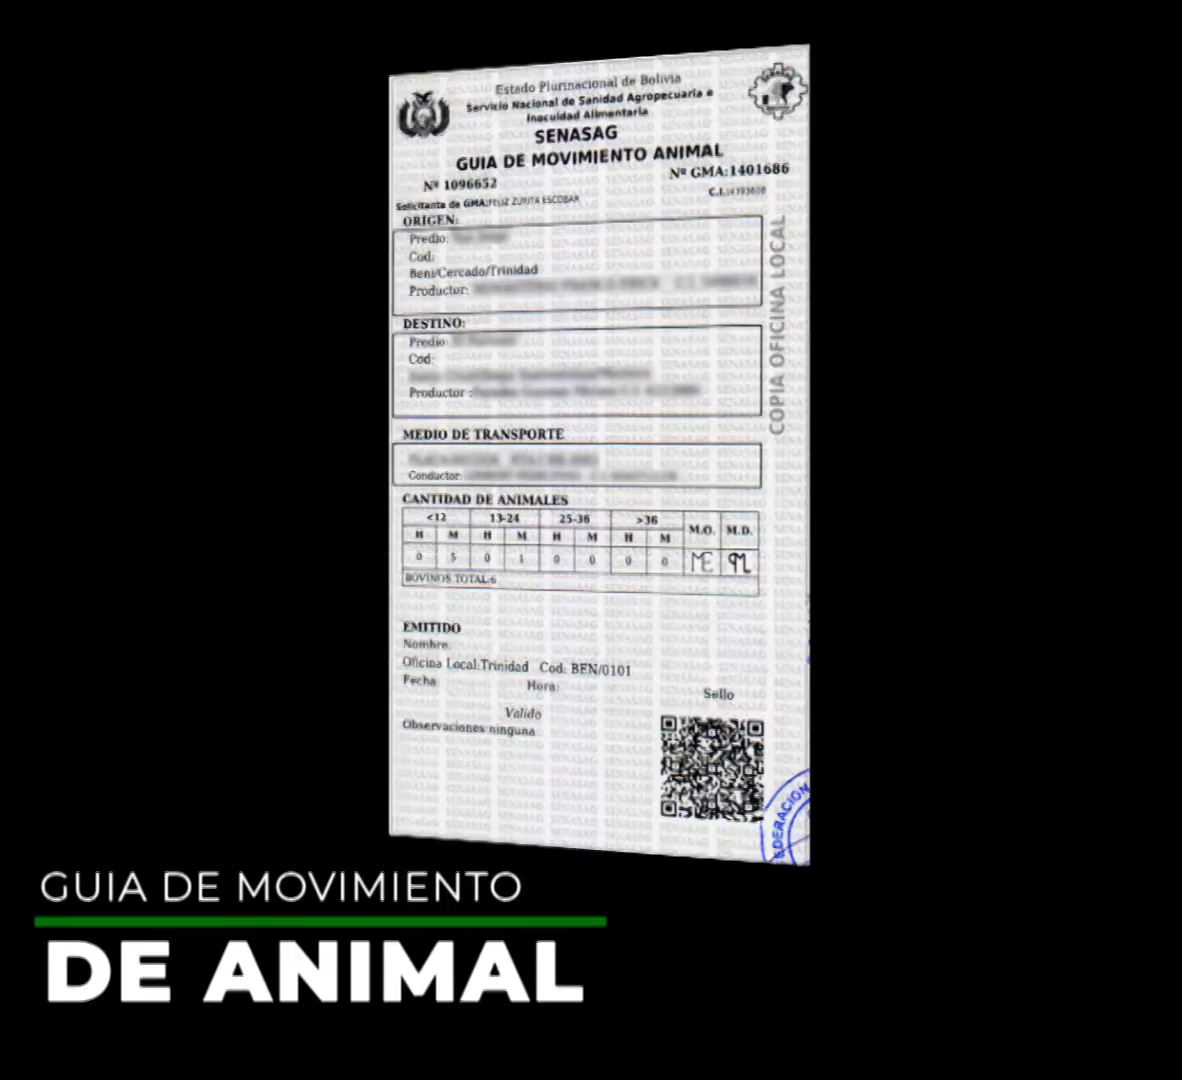 Estado Plurinacional de Bolivia
Servicio Nacional de Sanidad Agropecuaria e
Inocuidad Alimentaria
SENASAG
GUIA DE MOVIMIENTO ANIMAL
Nº 1096652
Nº GMA:1401686
Solicitante de GMA:FELIZ ZURITA ESCOBAR
C.I.:
ORIGEN:
Predio:
Cod:
Beni/Cercado/Trinidad
Productor:
DESTINO:
Predio:
Cod:
Productor :
MEDIO DE TRANSPORTE
Conductor:
CANTIDAD DE ANIMALES
<12 13-24 25-36 >36 M.O. M.D.
H M H M H M H M
0 5 0 1 0 0 0 0 ME
BOVINOS TOTAL:6
EMITIDO
Nombre
Oficina Local:Trinidad Cod: BEN/0101
Fecha Hora:
Sello
Valido
Observaciones:ninguna
COPIA OFICINA LOCAL
GUIA DE MOVIMIENTO
DE ANIMAL